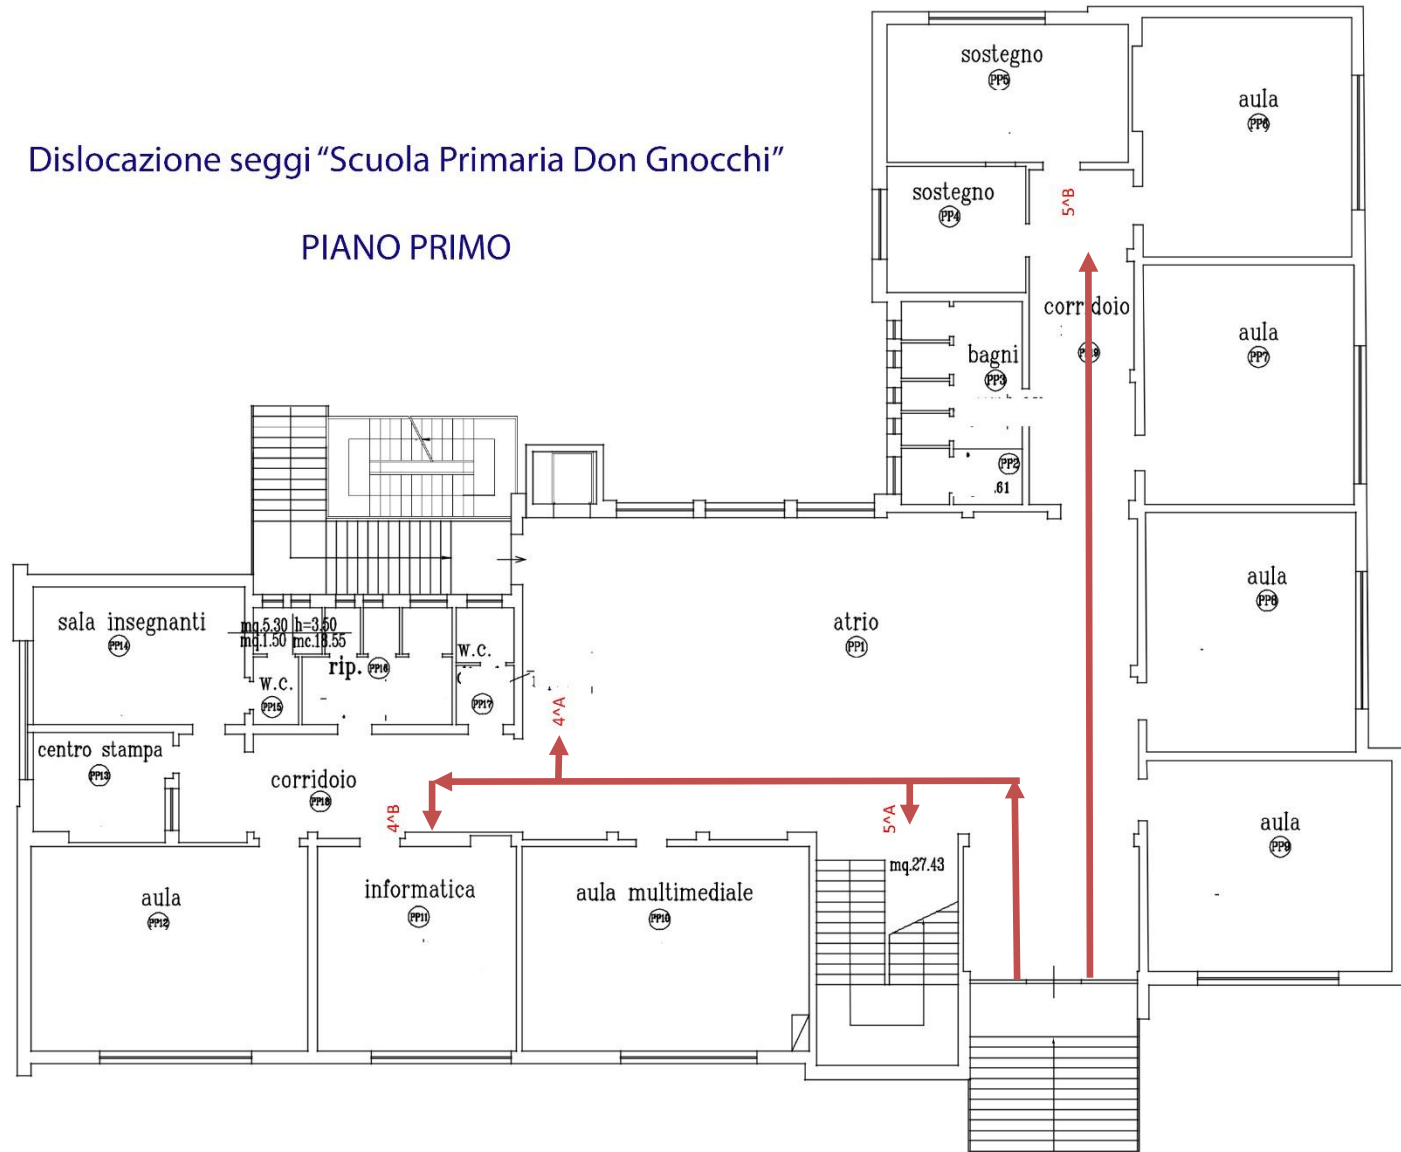 Dislocazione seggi “Scuola Primaria Don Gnocchi”
PIANO PRIMO
sostegno
PP5
aula
PP6
sostegno
PP4
5^B
corridoio
PP19
aula
PP7
bagni
PP3
PP2
.61
aula
PP8
sala insegnanti
PP14
mq.5.30 h=3.50
mq.1.50 mc.18.55
rip.
PP16
w.c.
PP15
w.c.
PP17
atrio
PP1
4^A
centro stampa
PP13
corridoio
PP18
4^B
5^A
mq.27.43
aula
PP9
aula
PP12
informatica
PP11
aula multimediale
PP10